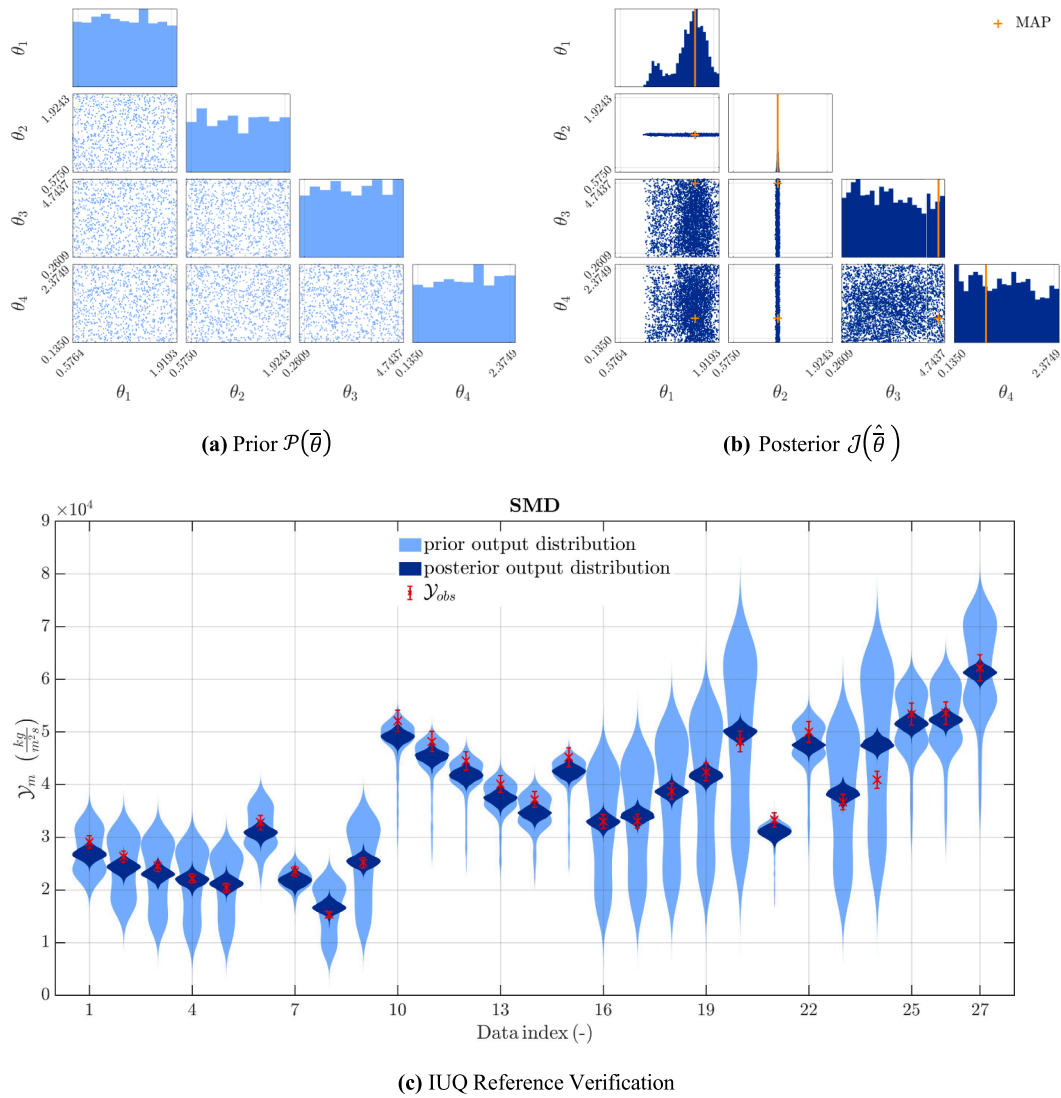 θ1
θ2
1.9243
0.5750
θ3
4.7437
0.2609
θ4
2.3749
0.1350
0.5764
1.9193
0.5750
1.9243
0.2609
4.7437
0.1350
2.3749
θ1
θ2
θ3
θ4
(a) Prior 𝒫(θ̅)
MAP
θ1
θ2
1.9243
0.5750
θ3
4.7437
0.2609
θ4
2.3749
0.1350
0.5764
1.9193
0.5750
1.9243
0.2609
4.7437
0.1350
2.3749
θ1
θ2
θ3
θ4
(b) Posterior 𝒥(θ̅̂)
SMD
×10⁴
9
8
7
6
5
4
3
2
1
0
𝒴m (kg/m²s)
prior output distribution
posterior output distribution
𝒴obs
1 4 7 10 13 16 19 22 25 27
Data index (-)
(c) IUQ Reference Verification